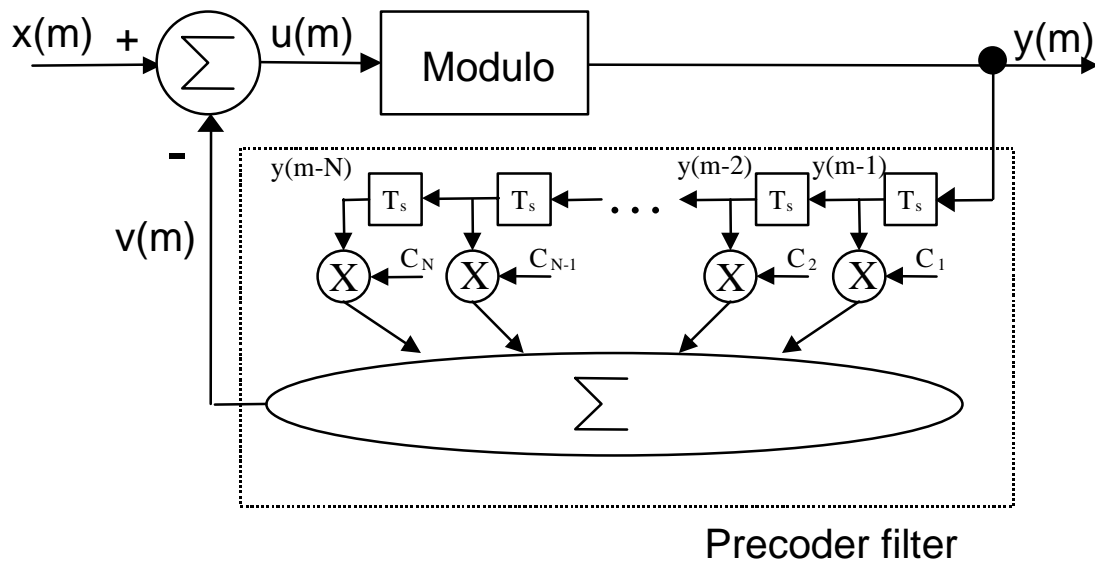 x(m) + Σ u(m) Modulo y(m)
-
y(m-N) y(m-2) y(m-1)
Ts Ts ... Ts Ts
v(m)
X CN X CN-1 X C2 X C1
Σ
Precoder filter